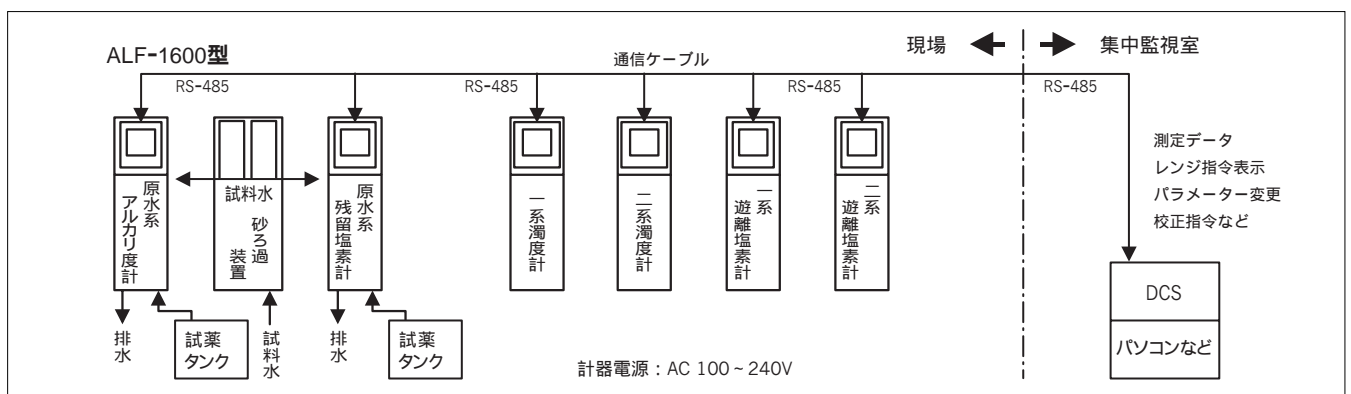 ALF-1600型
通信ケーブル
現場
集中監視室
RS-485
RS-485
RS-485
RS-485
原水系
アルカリ度計
試料水
砂ろ過
装置
原水系
残留塩素計
一系濁度計
二系濁度計
一系
遊離塩素計
二系
遊離塩素計
測定データ
レンジ指令表示
パラメーター変更
校正指令など
DCS
パソコンなど
排水
試薬
タンク
試料水
排水
試薬
タンク
計器電源：AC 100～240V